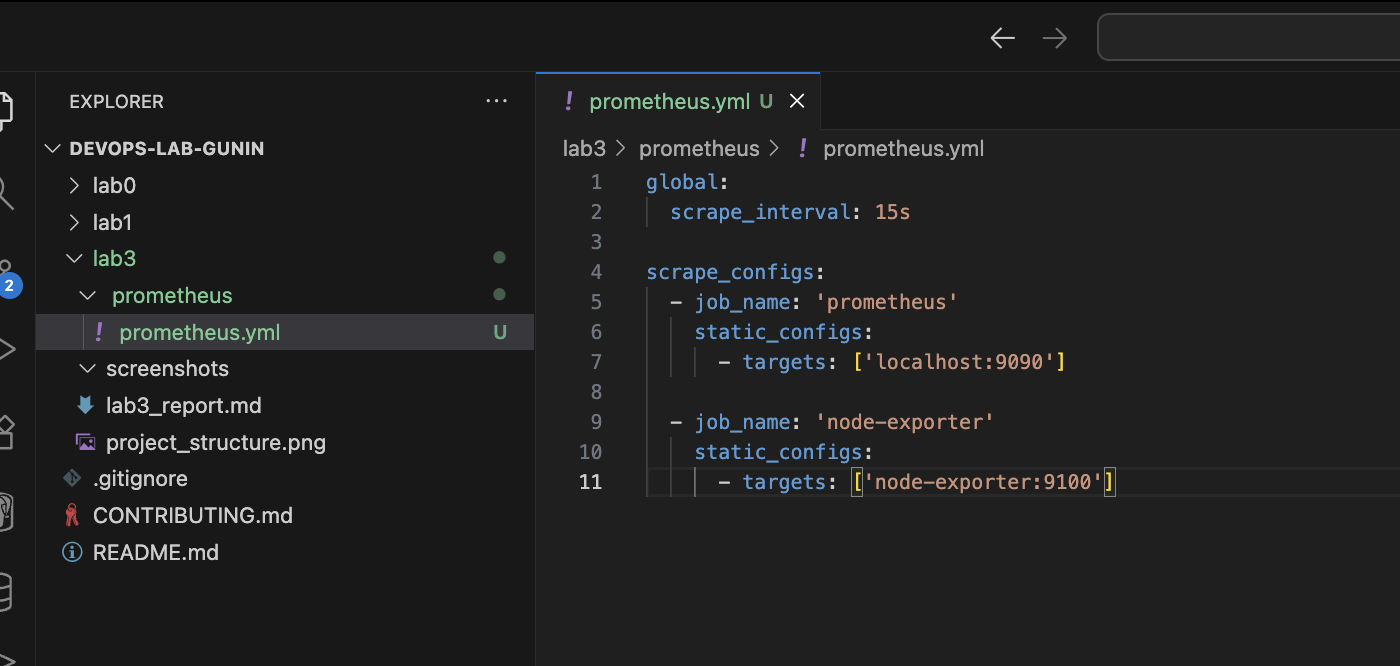 EXPLORER
DEVOPS-LAB-GUNIN
lab0
lab1
lab3
prometheus
prometheus.yml U
screenshots
lab3_report.md
project_structure.png
.gitignore
CONTRIBUTING.md
README.md
2
! prometheus.yml U
lab3 > prometheus > ! prometheus.yml
1 global:
2   scrape_interval: 15s
3
4 scrape_configs:
5   - job_name: 'prometheus'
6     static_configs:
7       - targets: ['localhost:9090']
8
9   - job_name: 'node-exporter'
10     static_configs:
11       - targets: ['node-exporter:9100']